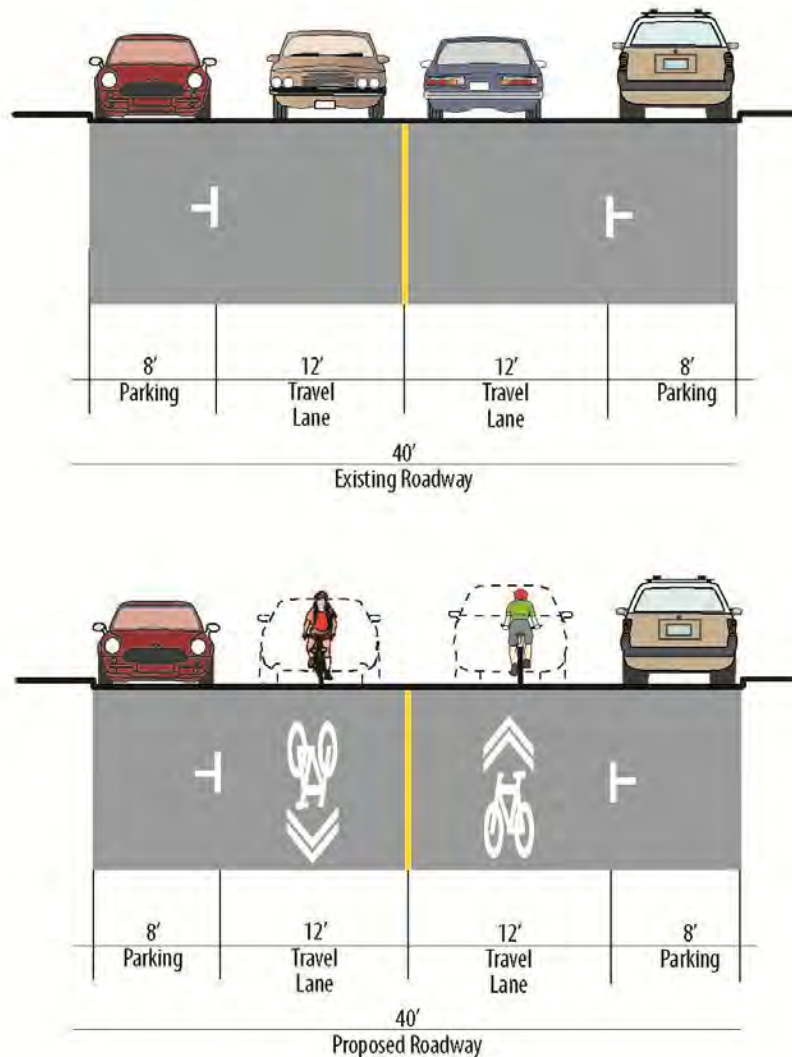 8' 12' 12' 8'
Parking Travel Travel Parking
Lane Lane
40'
Existing Roadway
8' 12' 12' 8'
Parking Travel Travel Parking
Lane Lane
40'
Proposed Roadway